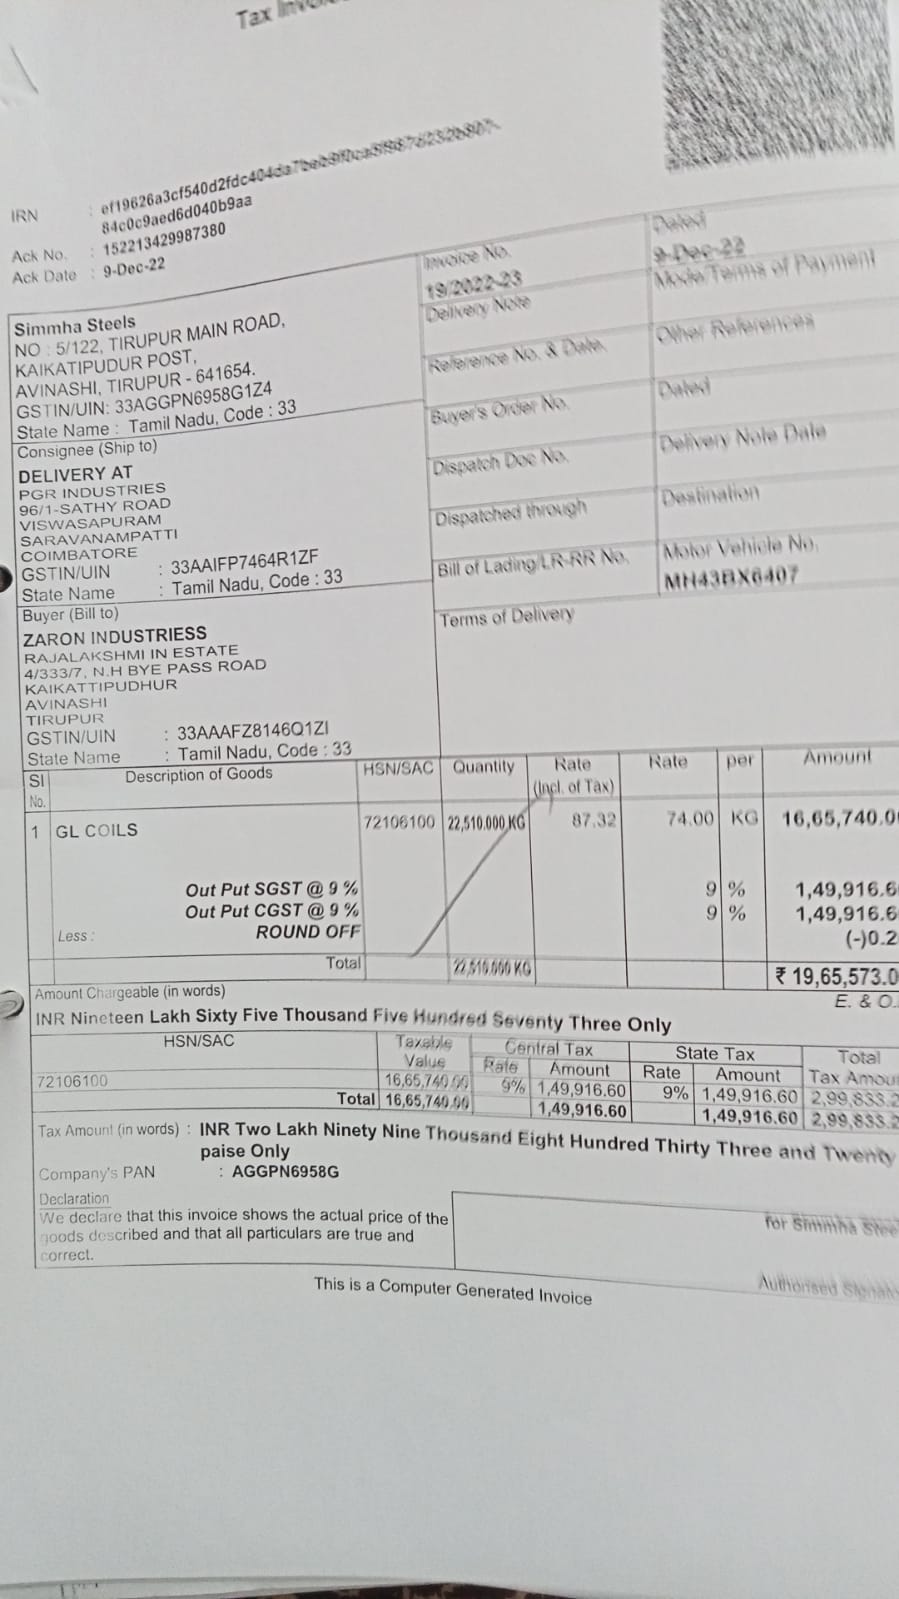 Tax Invoice
IRN : ef19626a3cf540d2fdc404da7beb9ff0ca5f987d232b807-
84c0c9aed6d040b9aa
Ack No. : 152213429987380
Ack Date : 9-Dec-22
Simmha Steels
NO : 5/122, TIRUPUR MAIN ROAD,
KAIKATIPUDUR POST,
AVINASHI, TIRUPUR - 641654.
GSTIN/UIN: 33AGGPN6958G1Z4
State Name : Tamil Nadu, Code : 33
Invoice No. Dated
19/2022-23 9-Dec-22
Delivery Note Mode/Terms of Payment
Reference No. & Date. Other References
Buyer's Order No. Dated
Dispatch Doc No. Delivery Note Date
Dispatched through Destination
Bill of Lading/LR-RR No. Motor Vehicle No.
MH43BX6407
Terms of Delivery
Consignee (Ship to)
DELIVERY AT
PGR INDUSTRIES
96/1-SATHY ROAD
VISWASAPURAM
SARAVANAMPATTI
COIMBATORE
GSTIN/UIN : 33AAIFP7464R1ZF
State Name : Tamil Nadu, Code : 33
Buyer (Bill to)
ZARON INDUSTRIESS
RAJALAKSHMI IN ESTATE
4/333/7, N.H BYE PASS ROAD
KAIKATTIPUDHUR
AVINASHI
TIRUPUR
GSTIN/UIN : 33AAAFZ8146Q1ZI
State Name : Tamil Nadu, Code : 33
Sl No. Description of Goods HSN/SAC Quantity Rate (Incl. of Tax) Rate per Amount
1 GL COILS 72106100 22,510.000 KG 87.32 74.00 KG 16,65,740.0
Out Put SGST @ 9 % 9 % 1,49,916.6
Out Put CGST @ 9 % 9 % 1,49,916.6
Less : ROUND OFF (-)0.2
Total 22,510.000 KG ₹ 19,65,573.0
Amount Chargeable (in words) E. & O.
INR Nineteen Lakh Sixty Five Thousand Five Hundred Seventy Three Only
HSN/SAC Taxable Value Central Tax State Tax Total
Rate Amount Rate Amount Tax Amou
72106100 16,65,740.00 9% 1,49,916.60 9% 1,49,916.60 2,99,833.2
Total 16,65,740.00 1,49,916.60 1,49,916.60 2,99,833.2
Tax Amount (in words) : INR Two Lakh Ninety Nine Thousand Eight Hundred Thirty Three and Twenty
paise Only
Company's PAN : AGGPN6958G
Declaration
We declare that this invoice shows the actual price of the
goods described and that all particulars are true and
correct.
for Simmha Stee
Authorised Signat
This is a Computer Generated Invoice